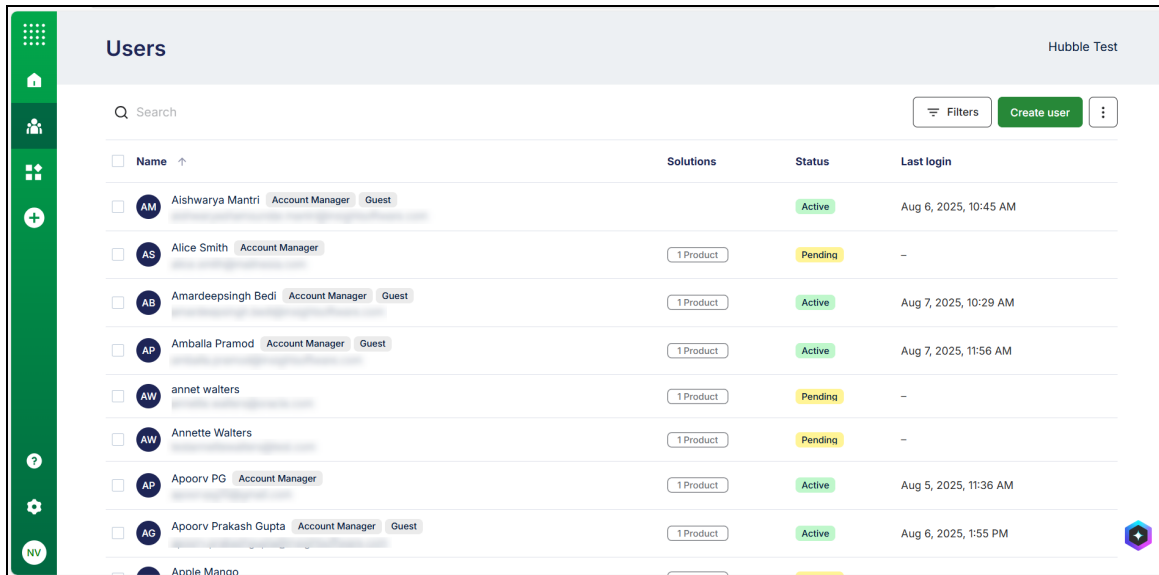 Users
Hubble Test
Search
Filters
Create user
Name
Solutions
Status
Last login
AM
Aishwarya Mantri Account Manager Guest
Active
Aug 6, 2025, 10:45 AM
AS
Alice Smith Account Manager
1 Product
Pending
–
AB
Amardeepsingh Bedi Account Manager Guest
1 Product
Active
Aug 7, 2025, 10:29 AM
AP
Amballa Pramod Account Manager Guest
1 Product
Active
Aug 7, 2025, 11:56 AM
AW
annet walters
1 Product
Pending
–
AW
Annette Walters
1 Product
Pending
–
AP
Apoorv PG Account Manager
1 Product
Active
Aug 5, 2025, 11:36 AM
AG
Apoorv Prakash Gupta Account Manager Guest
1 Product
Active
Aug 6, 2025, 1:55 PM
Apple Mango
NV